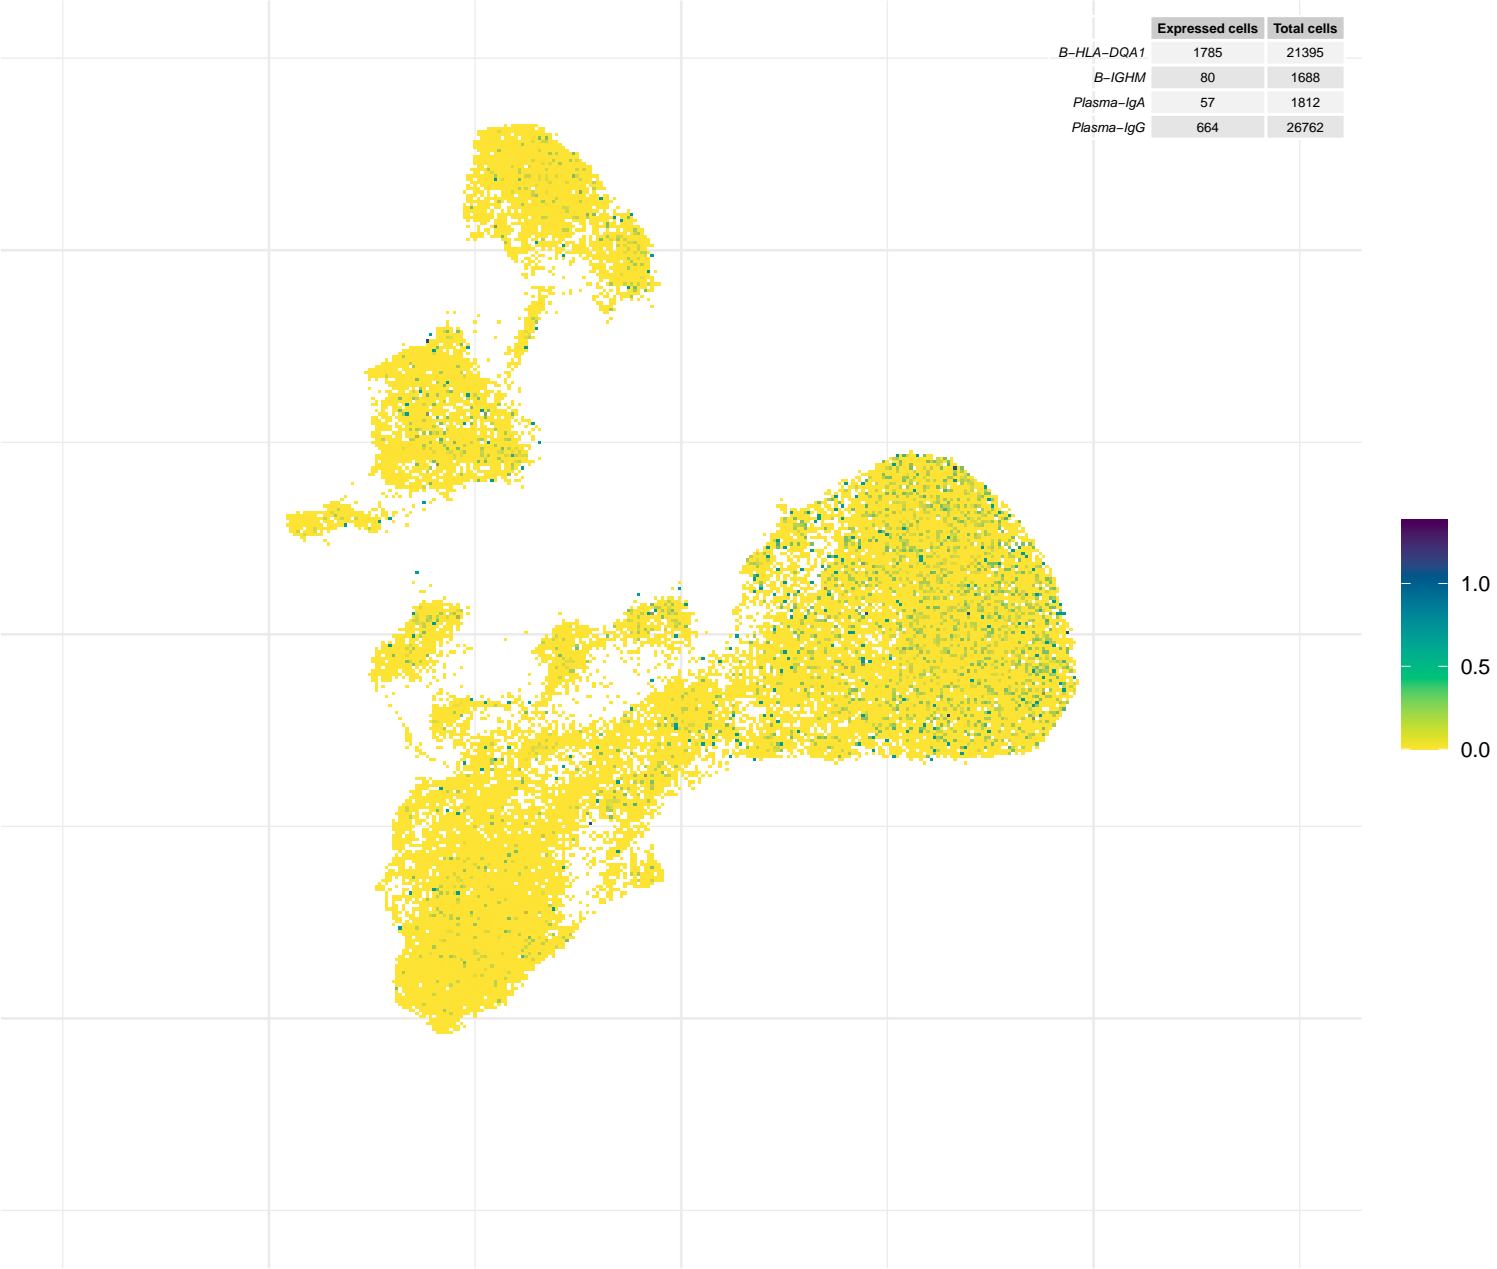 Expressed cells Total cells
B−HLA−DQA1 1785 21395
B−IGHM 80 1688
Plasma−IgA 57 1812
Plasma−IgG 664 26762
1.0
0.5
0.0